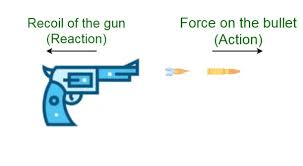 Recoil of the gun
(Reaction)
Force on the bullet
(Action)